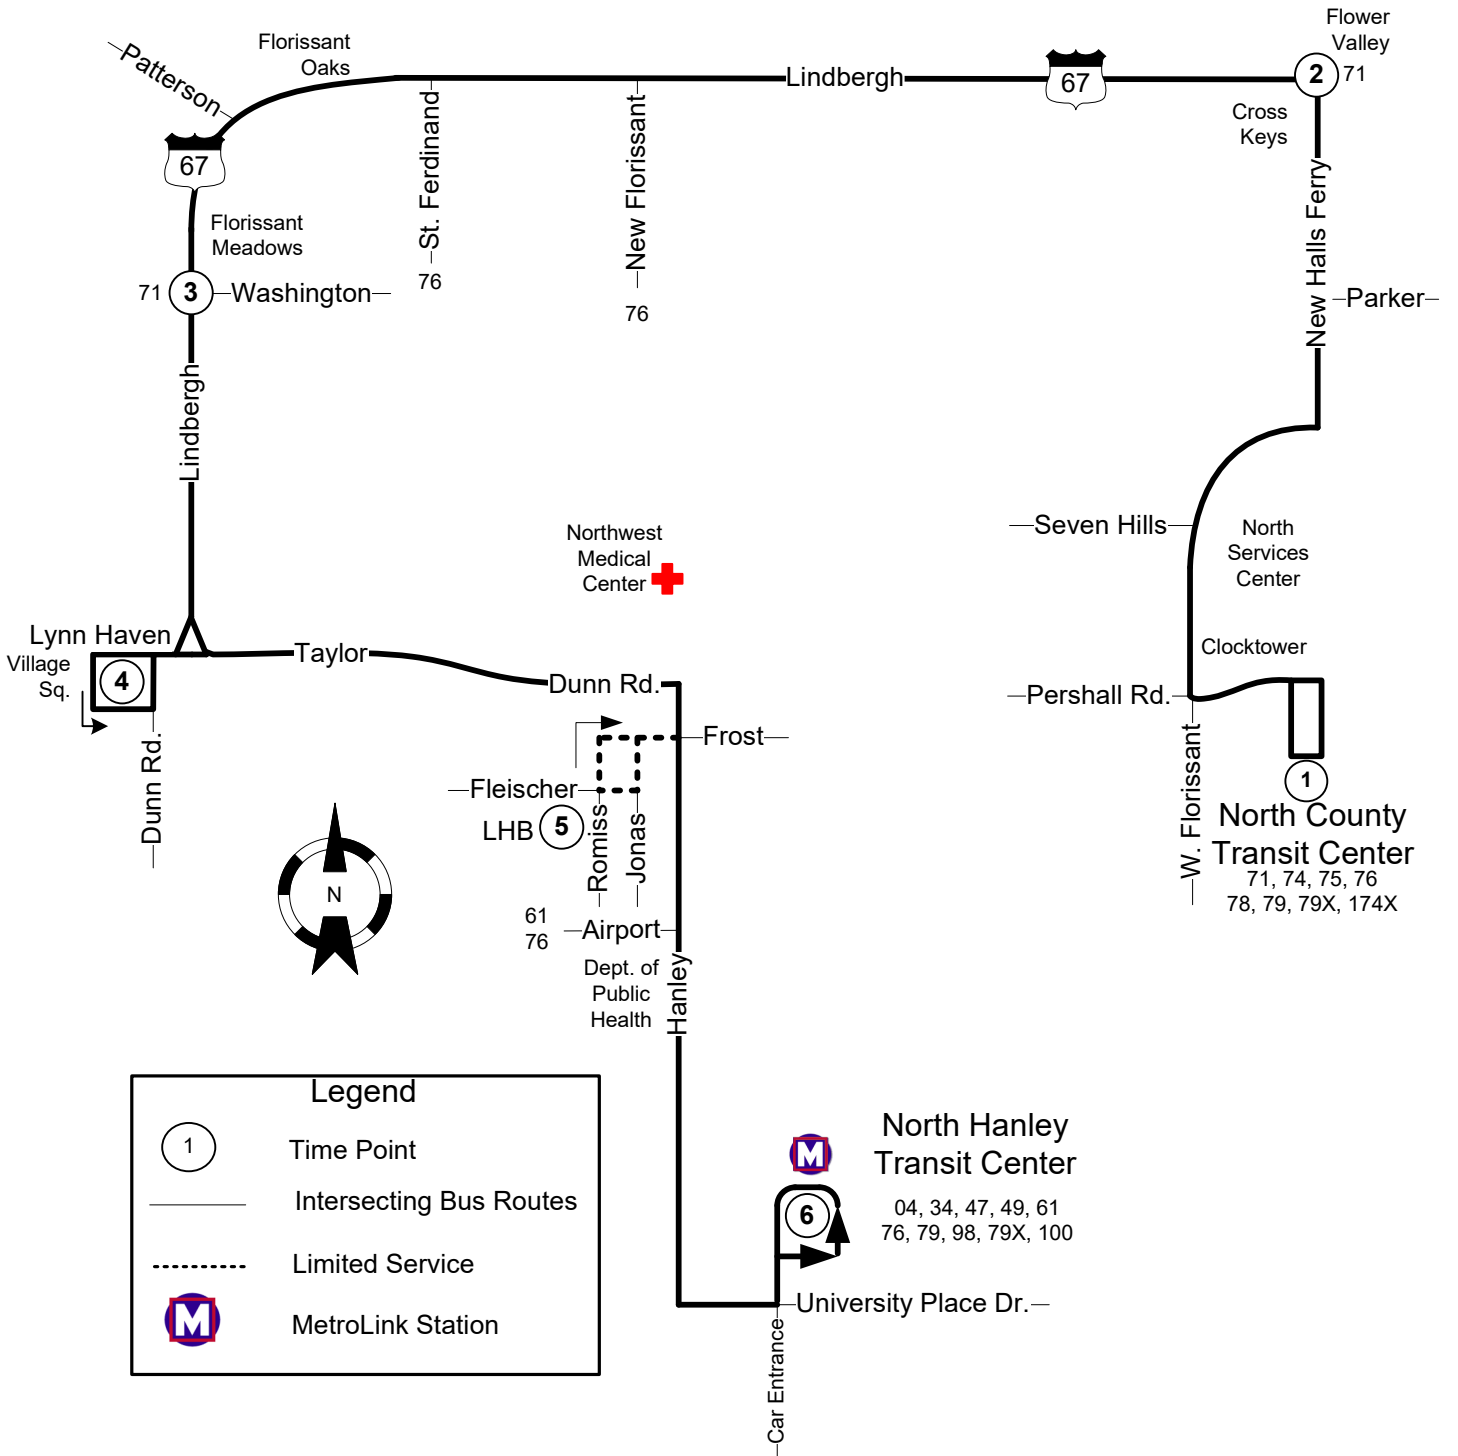 Flower
Valley
2
71
Cross
Keys
Lindbergh
67
Florissant
Oaks
Patterson
67
St. Ferdinand
76
New Florissant
76
New Halls Ferry
Parker
Florissant
Meadows
71
3
Washington
Lindbergh
Seven Hills
North
Services
Center
Northwest
Medical
Center
Clocktower
Lynn Haven
Village
Sq.
4
Taylor
Dunn Rd.
Dunn Rd.
Pershall Rd.
W. Florissant
1
North County
Transit Center
71, 74, 75, 76
78, 79, 79X, 174X
Frost
Fleischer
LHB
5
Romiss
Jonas
61
76
Airport
Dept. of
Public
Health
Hanley
N
Legend
1
Time Point
Intersecting Bus Routes
Limited Service
M
MetroLink Station
M
North Hanley
Transit Center
6
04, 34, 47, 49, 61
76, 79, 98, 79X, 100
University Place Dr.
Car Entrance